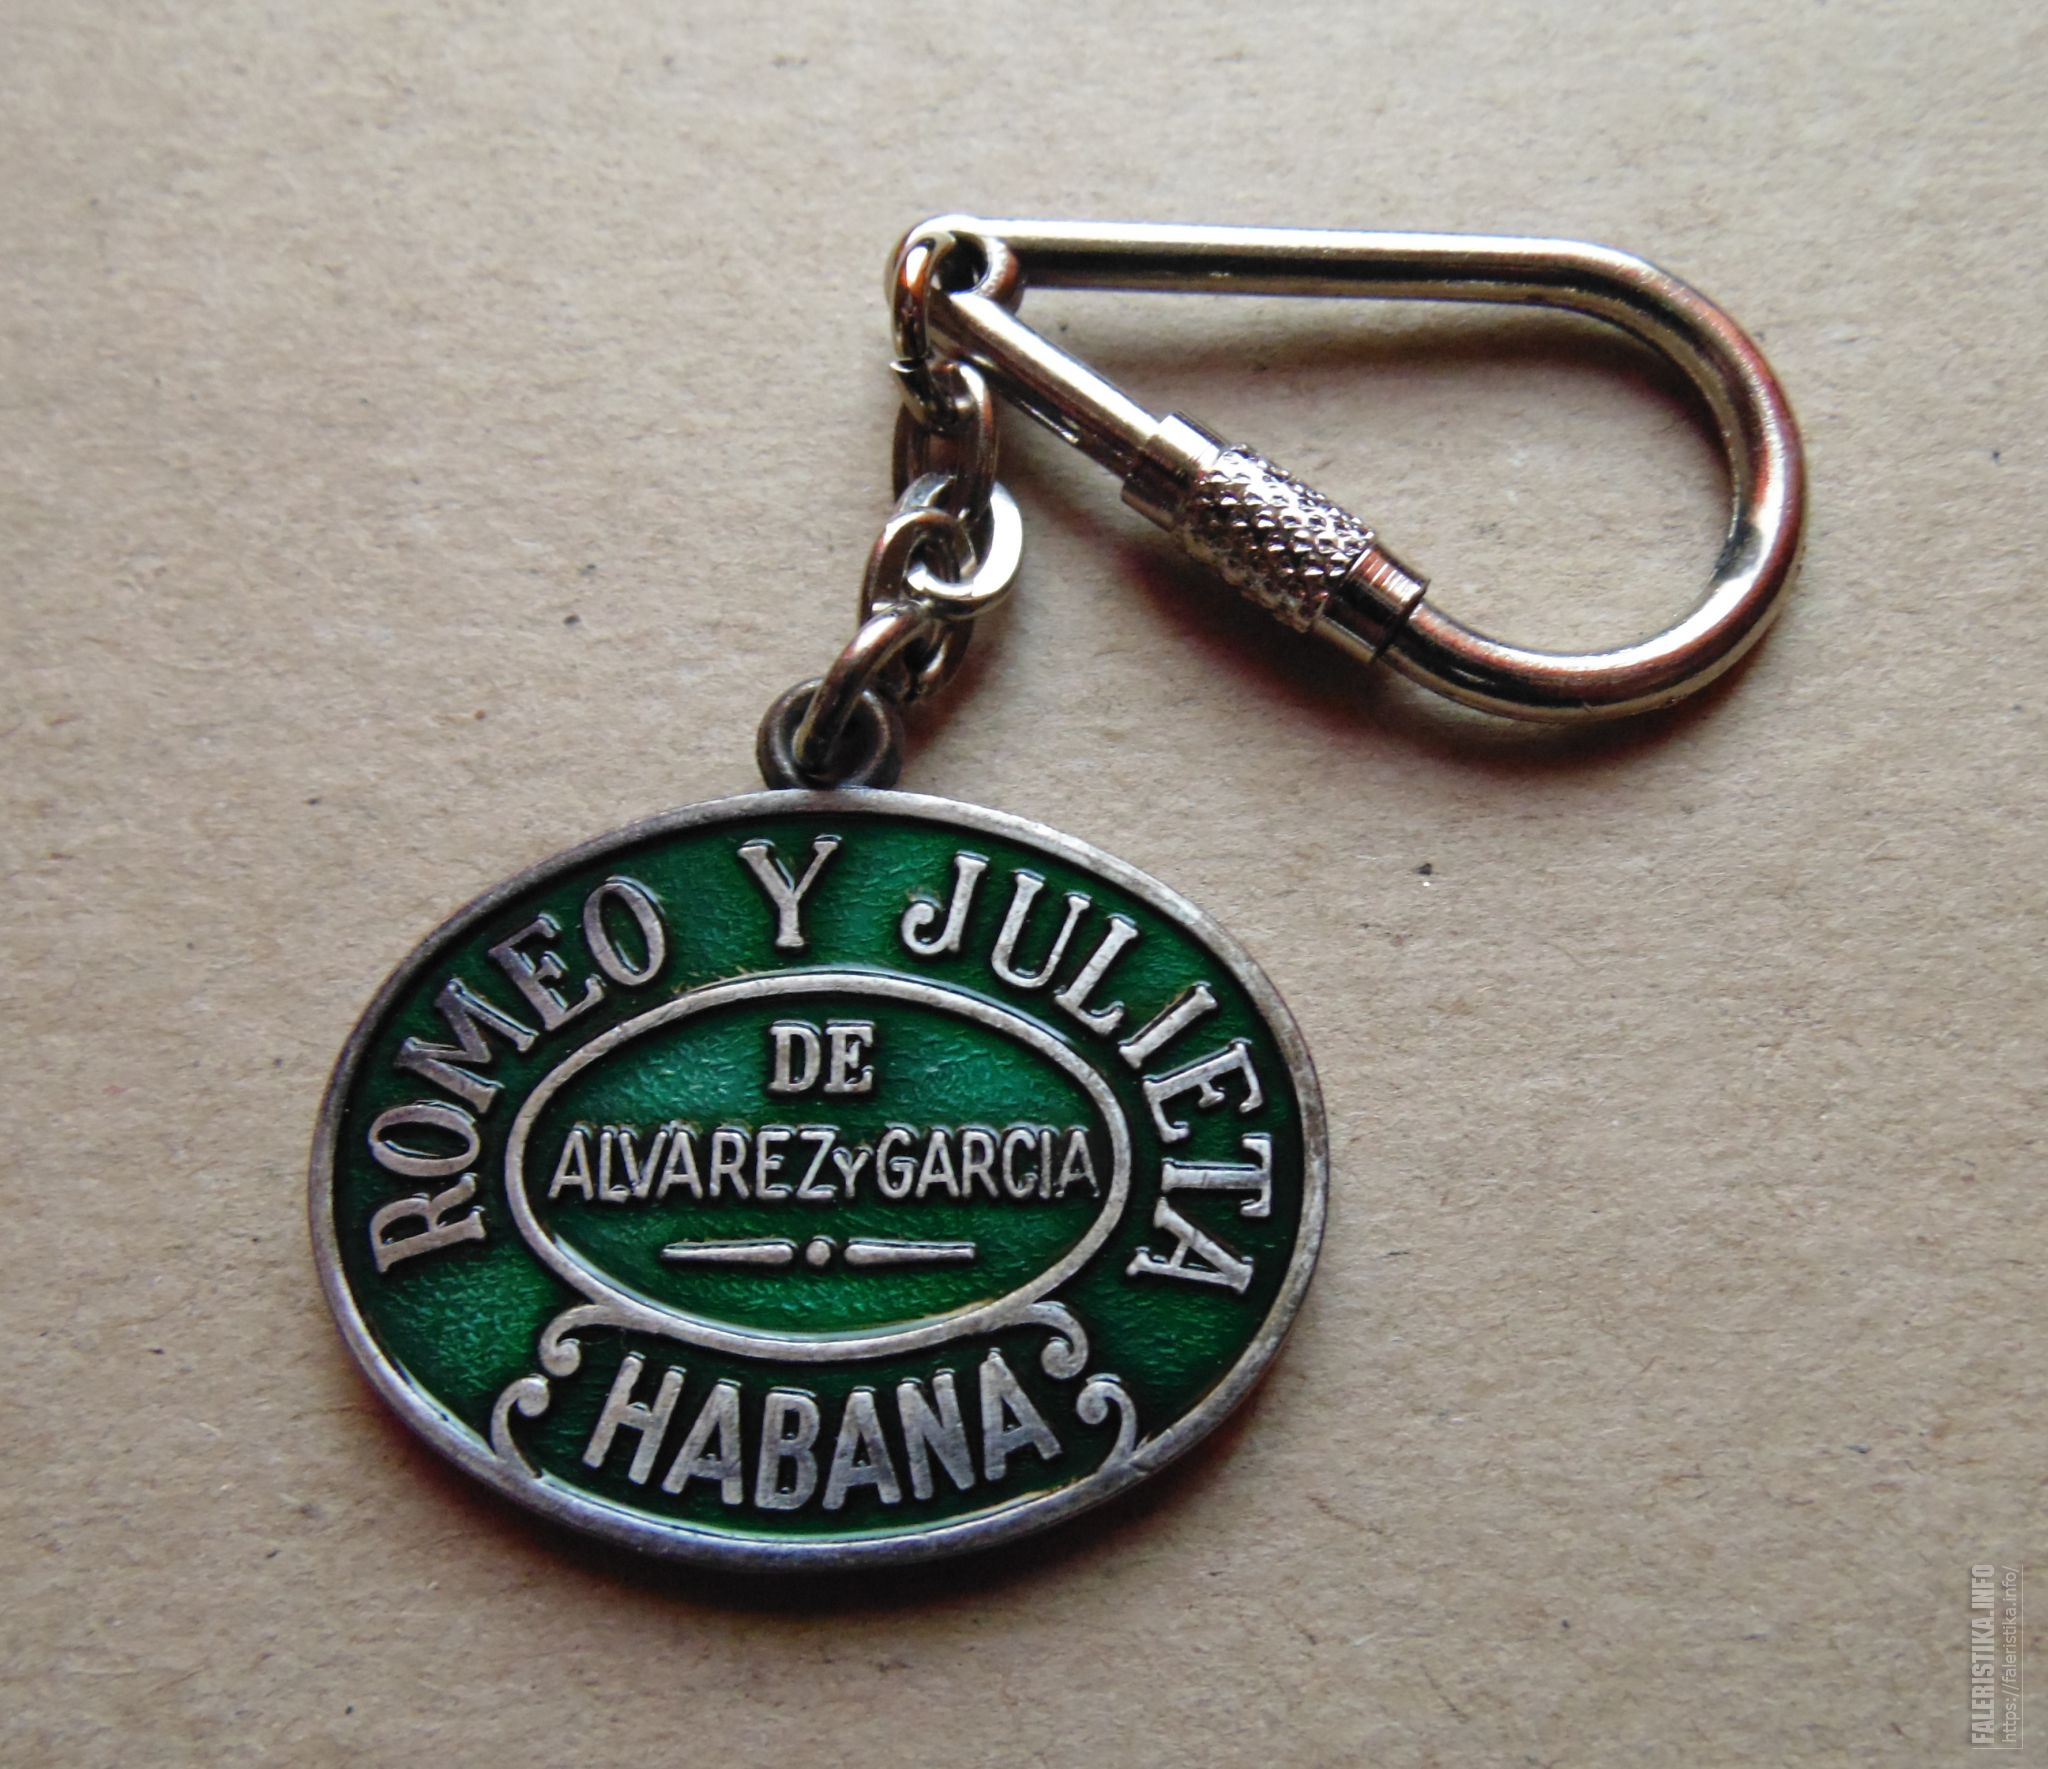 ROMEO Y JULIETA
DE
ALVAREZ Y GARCIA
HABANA
FALERISTIKA.INFO
https://faleristika.info/